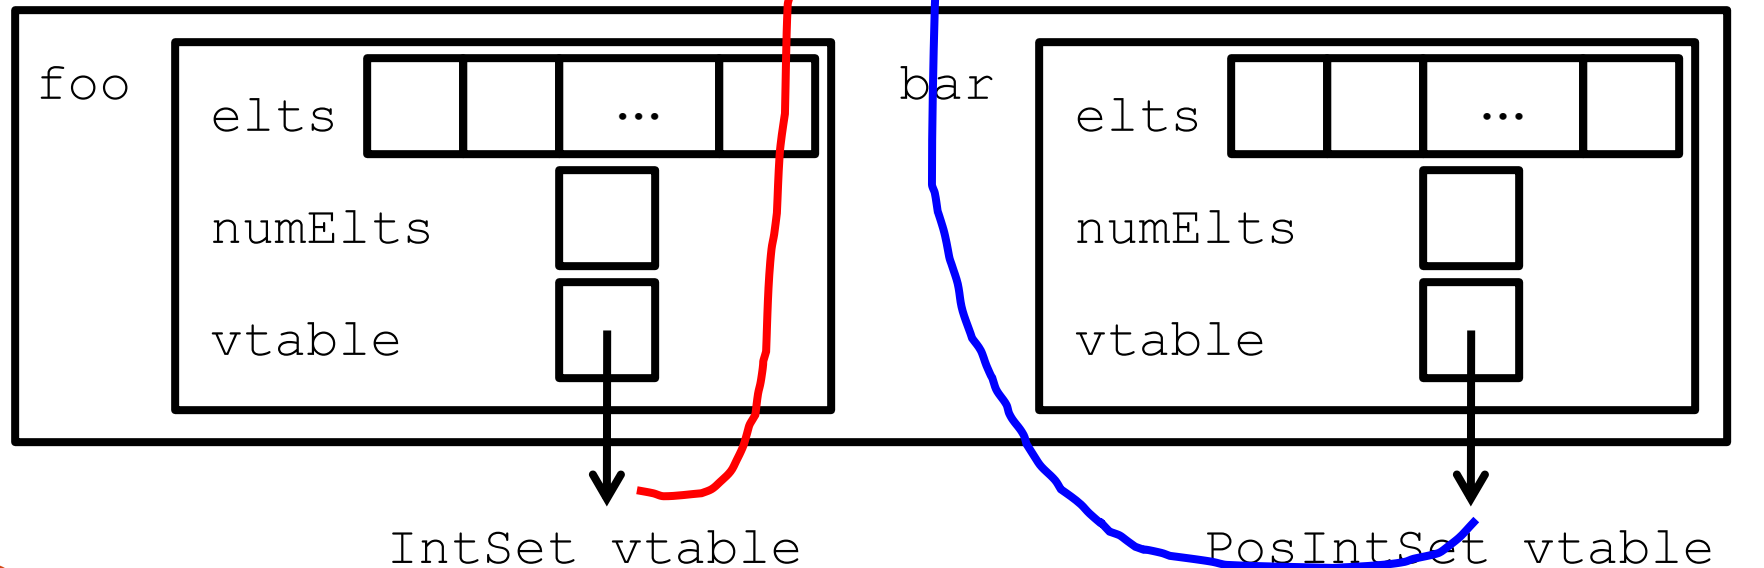 foo bar
elts ... elts ...
numElts numElts
vtable vtable
IntSet vtable PosIntSet vtable